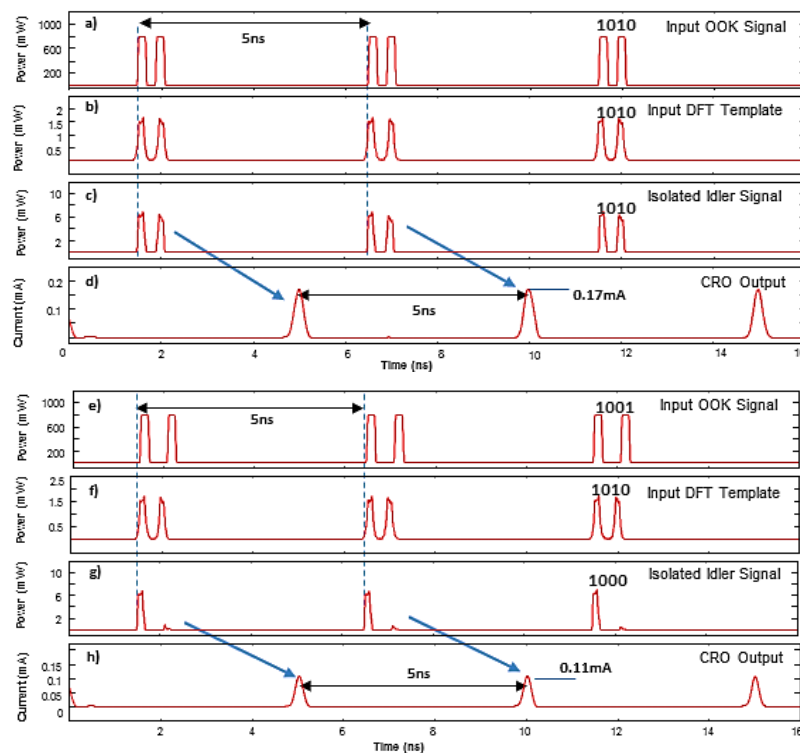 a) 1010 Input OOK Signal
5ns
Power (mW)
1000
600
200
b) 1010 Input DFT Template
Power (mW)
2
1.5
1
0.5
c) 1010 Isolated Idler Signal
Power (mW)
10
6
2
d) CRO Output
0.17mA
5ns
Current (mA)
0.2
0.1
0 2 4 6 8 10 12 14 16
Time (ns)
e) 1001 Input OOK Signal
5ns
Power (mW)
1000
600
200
f) 1010 Input DFT Template
Power (mW)
2.5
1.5
0.5
g) 1000 Isolated Idler Signal
Power (mW)
10
6
2
h) CRO Output
0.11mA
5ns
Current (mA)
0.15
0.1
0.05
0
2 4 6 8 10 12 14 16
Time (ns)